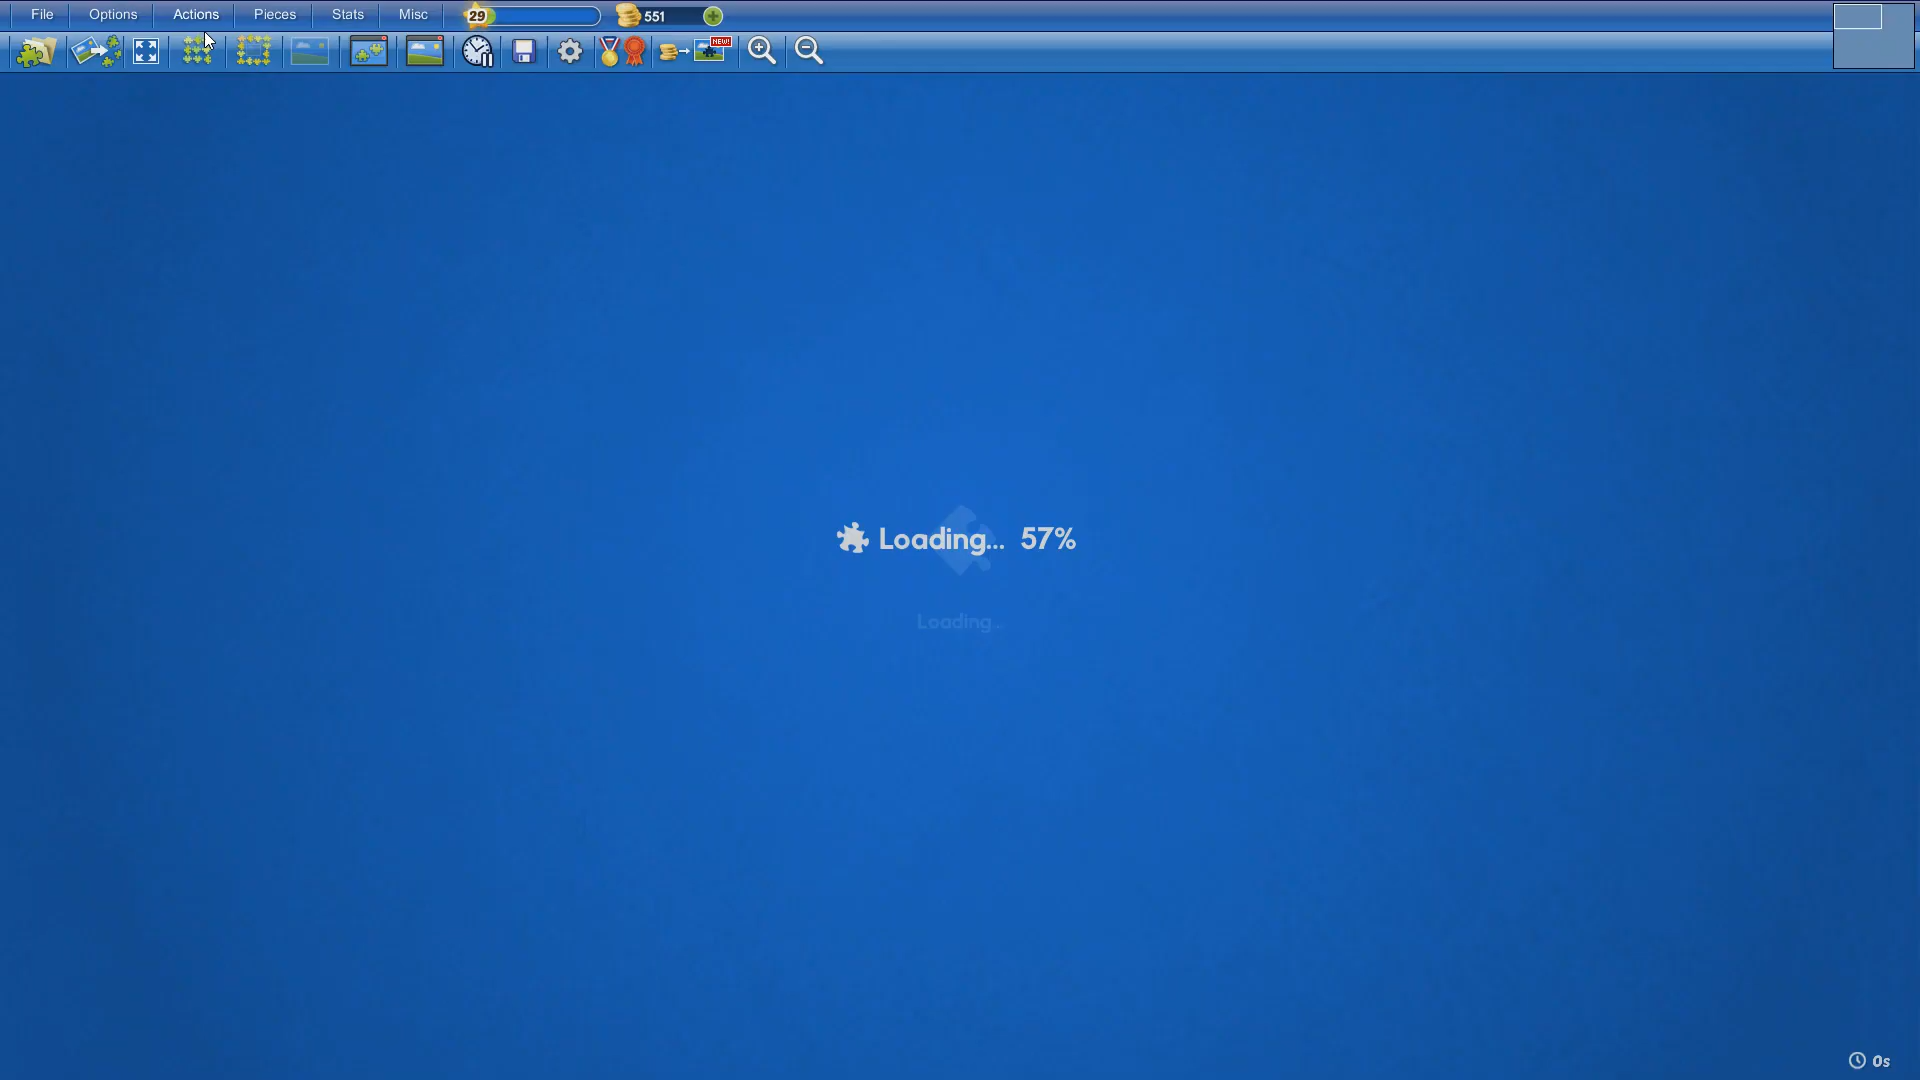 File Options Actions Pieces Stats Misc 29 551
NEW!
Loading... 57%
Loading...
0s